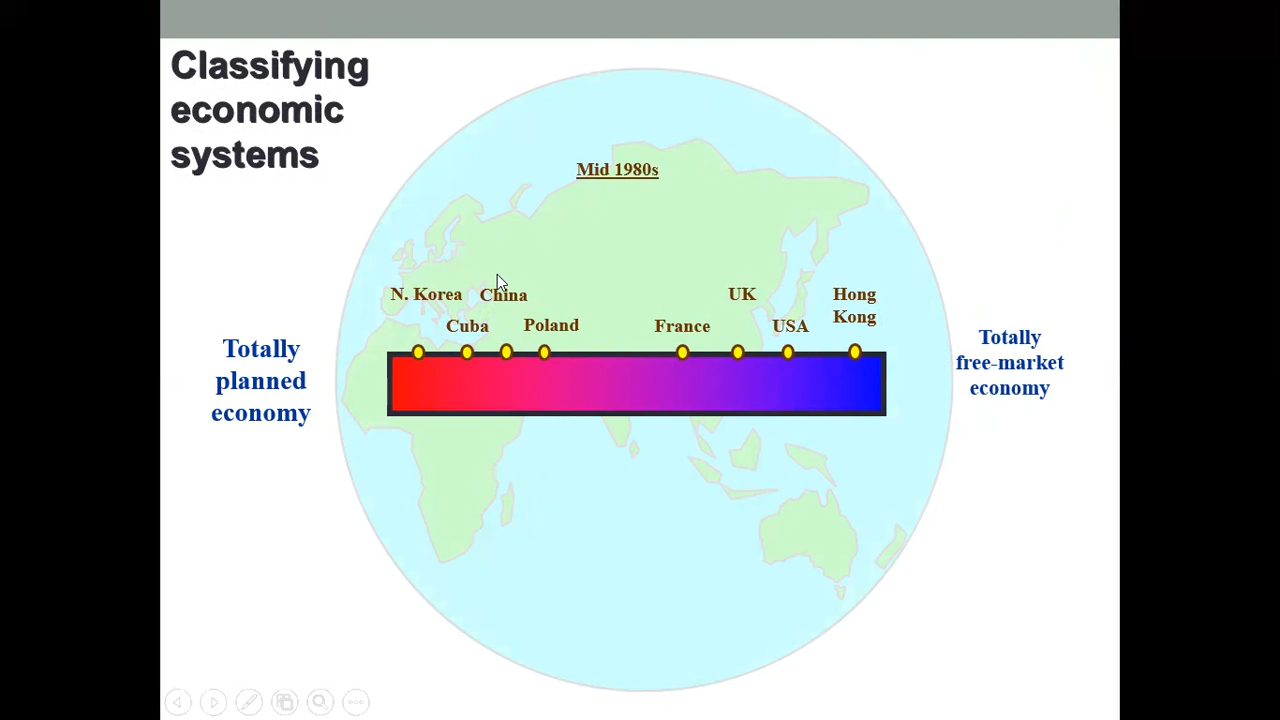 Classifying
economic
systems
Mid 1980s
N. Korea
China
UK
Hong
Kong
Cuba
Poland
France
USA
Totally
planned
economy
Totally
free-market
economy